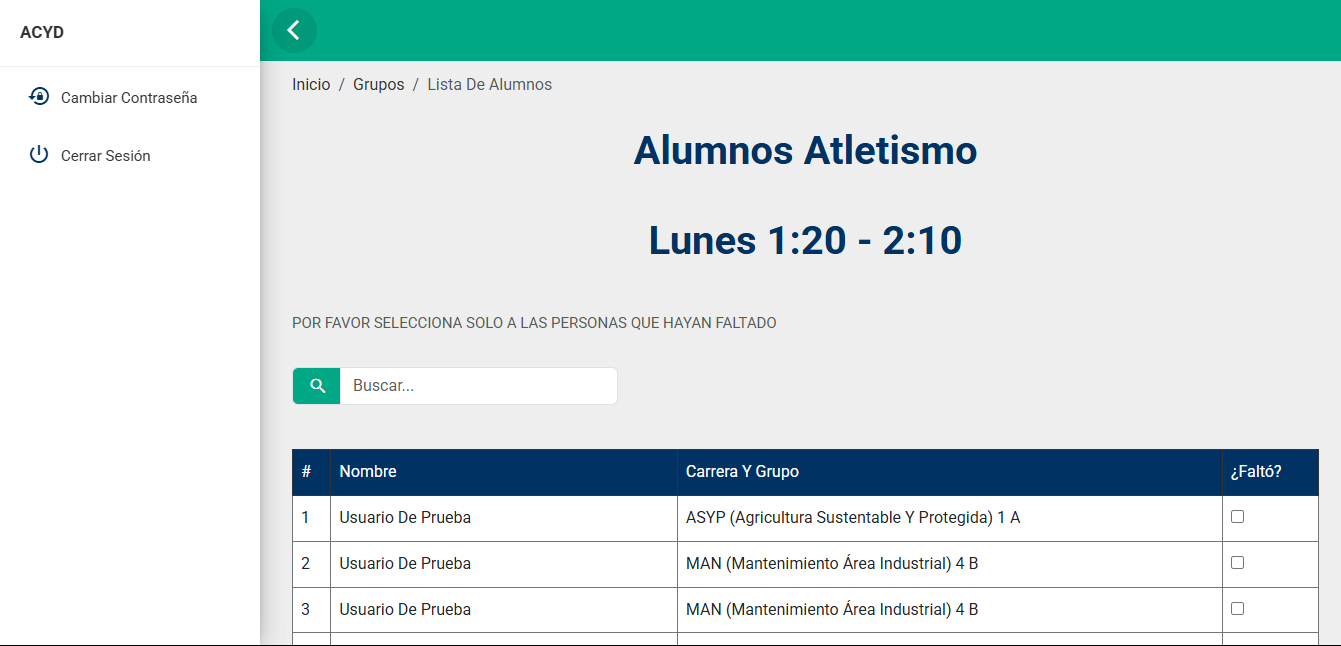 ACYD
Cambiar Contraseña
Cerrar Sesión
Inicio / Grupos / Lista De Alumnos
Alumnos Atletismo
Lunes 1:20 - 2:10
POR FAVOR SELECCIONA SOLO A LAS PERSONAS QUE HAYAN FALTADO
Buscar...
# Nombre Carrera Y Grupo ¿Faltó?
1 Usuario De Prueba ASYP (Agricultura Sustentable Y Protegida) 1 A
2 Usuario De Prueba MAN (Mantenimiento Área Industrial) 4 B
3 Usuario De Prueba MAN (Mantenimiento Área Industrial) 4 B